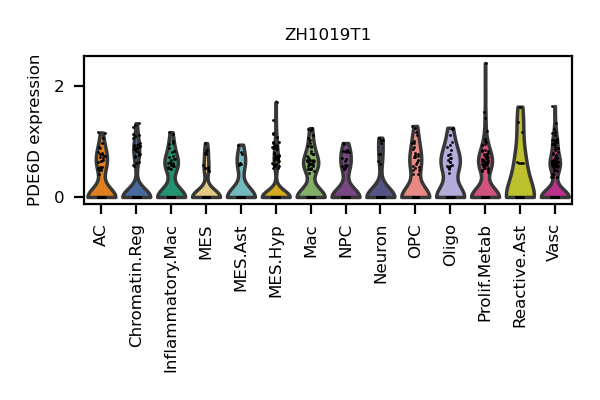 ZH1019T1
PDE6D expression
2
0
AC
Chromatin.Reg
Inflammatory.Mac
MES
MES.Ast
MES.Hyp
Mac
NPC
Neuron
OPC
Oligo
Prolif.Metab
Reactive.Ast
Vasc